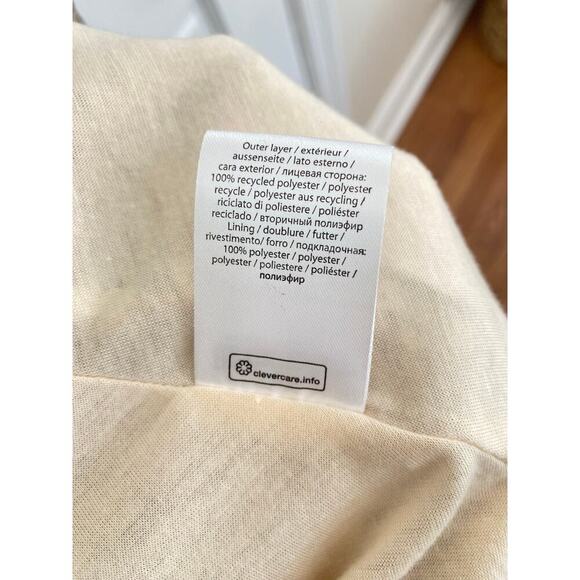 Outer layer / extérieur /
aussenseite / lato esterno /
cara exterior / лицевая сторона:
100% recycled polyester / polyester
recycle / polyester aus recycling /
riciclato di poliestere / poliéster
reciclado / вторичный полиэфир
Lining / doublure / futter /
rivestimento/ forro / подкладочная:
100% polyester / polyester /
polyester / poliestere / poliéster /
полиэфир
clevercare.info